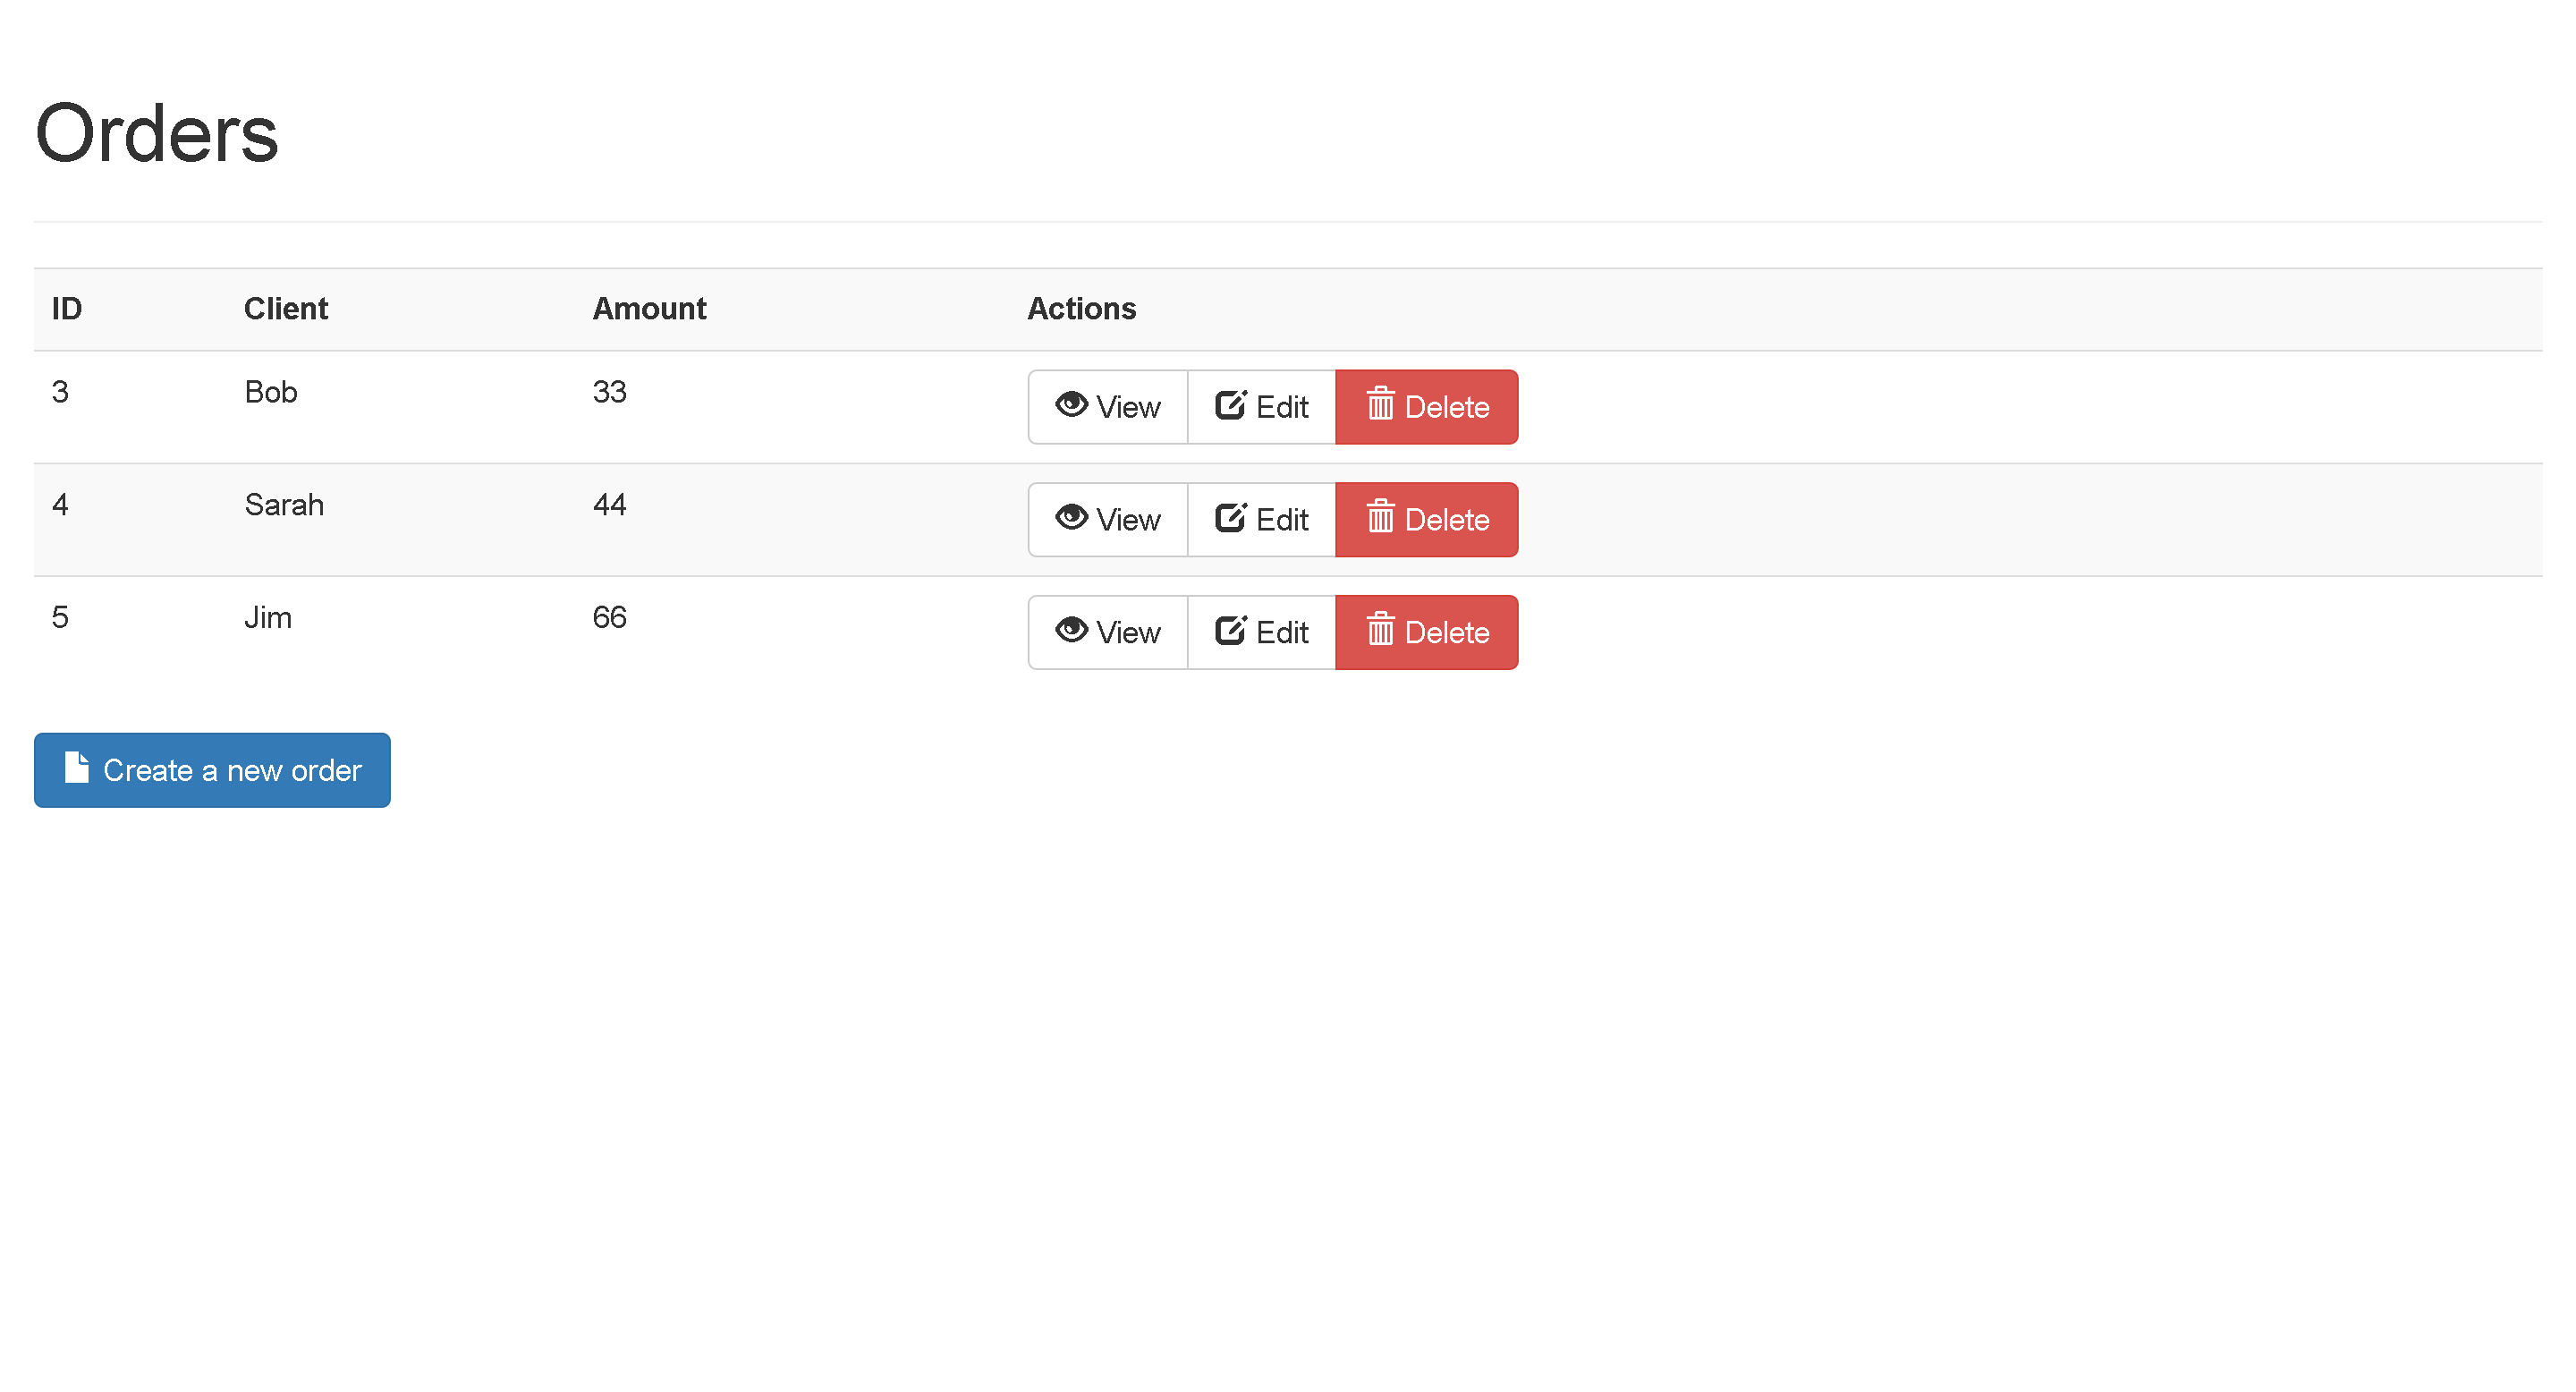 Orders
ID Client Amount Actions
3 Bob 33 View Edit Delete
4 Sarah 44 View Edit Delete
5 Jim 66 View Edit Delete
Create a new order